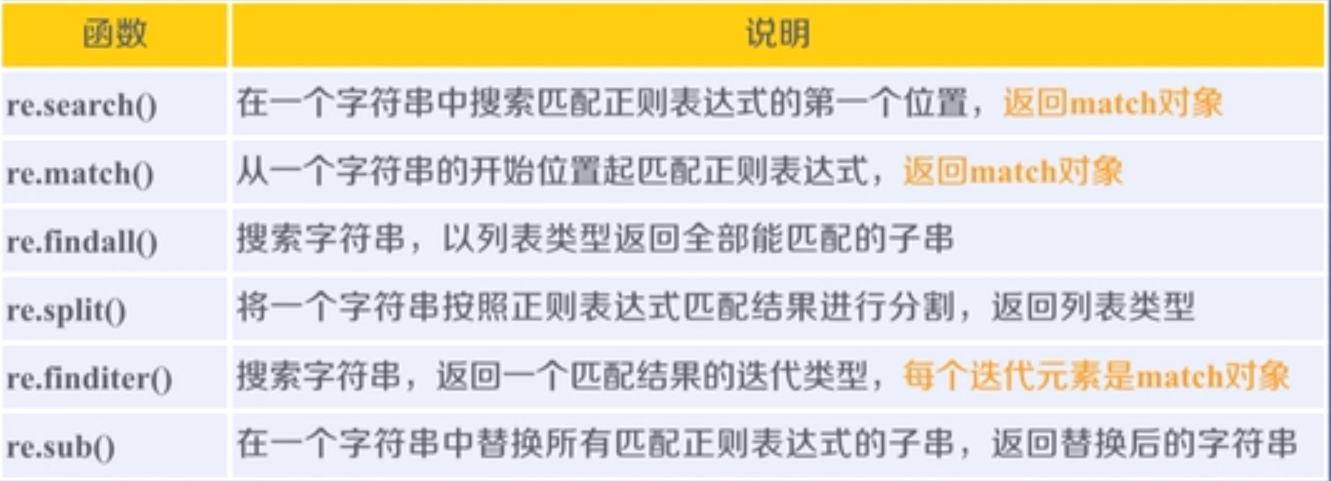 函数 说明
re.search() 在一个字符串中搜索匹配正则表达式的第一个位置，返回match对象
re.match() 从一个字符串的开始位置起匹配正则表达式，返回match对象
re.findall() 搜索字符串，以列表类型返回全部能匹配的子串
re.split() 将一个字符串按照正则表达式匹配结果进行分割，返回列表类型
re.finditer() 搜索字符串，返回一个匹配结果的迭代类型，每个迭代元素是match对象
re.sub() 在一个字符串中替换所有匹配正则表达式的子串，返回替换后的字符串